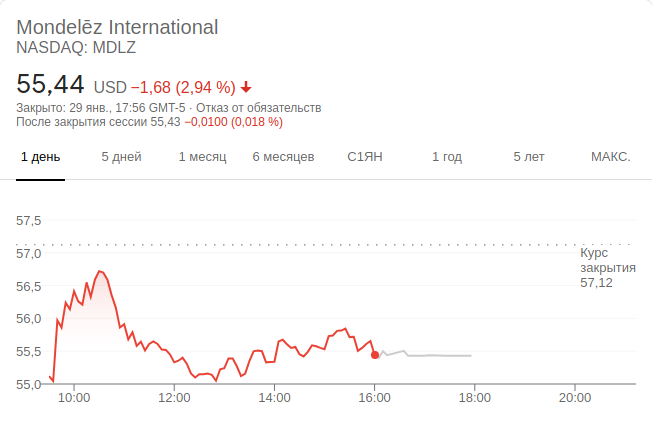 Mondelēz International
NASDAQ: MDLZ
55,44 USD −1,68 (2,94 %)
Закрыто: 29 янв., 17:56 GMT-5 · Отказ от обязательств
После закрытия сессии 55,43 −0,0100 (0,018 %)
1 день 5 дней 1 месяц 6 месяцев С1ЯН 1 год 5 лет МАКС.
57,5
57,0
Курс
закрытия
57,12
56,5
56,0
55,5
55,0
10:00 12:00 14:00 16:00 18:00 20:00